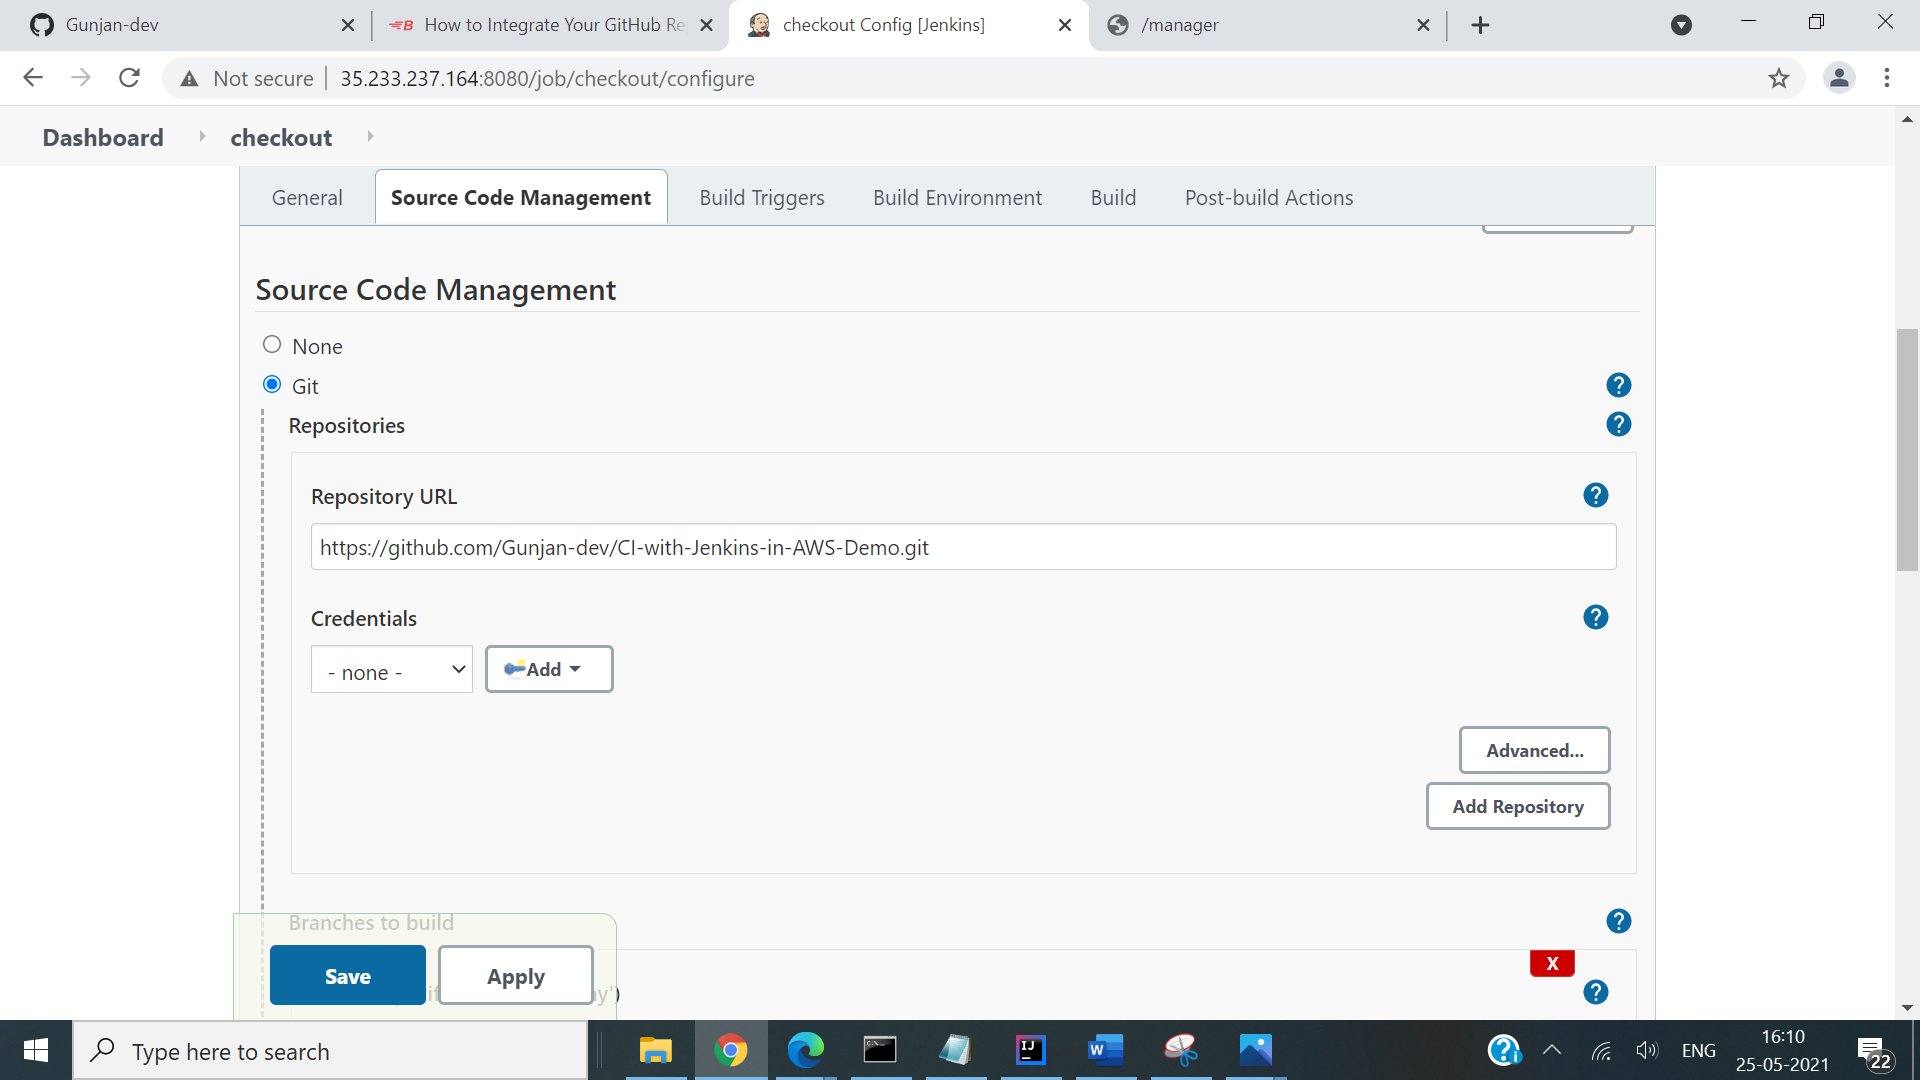 Gunjan-dev
How to Integrate Your GitHub Re
checkout Config [Jenkins]
/manager
Not secure
35.233.237.164:8080/job/checkout/configure
Dashboard
checkout
General
Source Code Management
Build Triggers
Build Environment
Build
Post-build Actions
Source Code Management
None
Git
?
Repositories
?
Repository URL
?
https://github.com/Gunjan-dev/CI-with-Jenkins-in-AWS-Demo.git
Credentials
?
- none -
Add
Advanced...
Add Repository
Branches to build
?
X
Save
Apply
?
Type here to search
ENG
16:10
25-05-2021
22